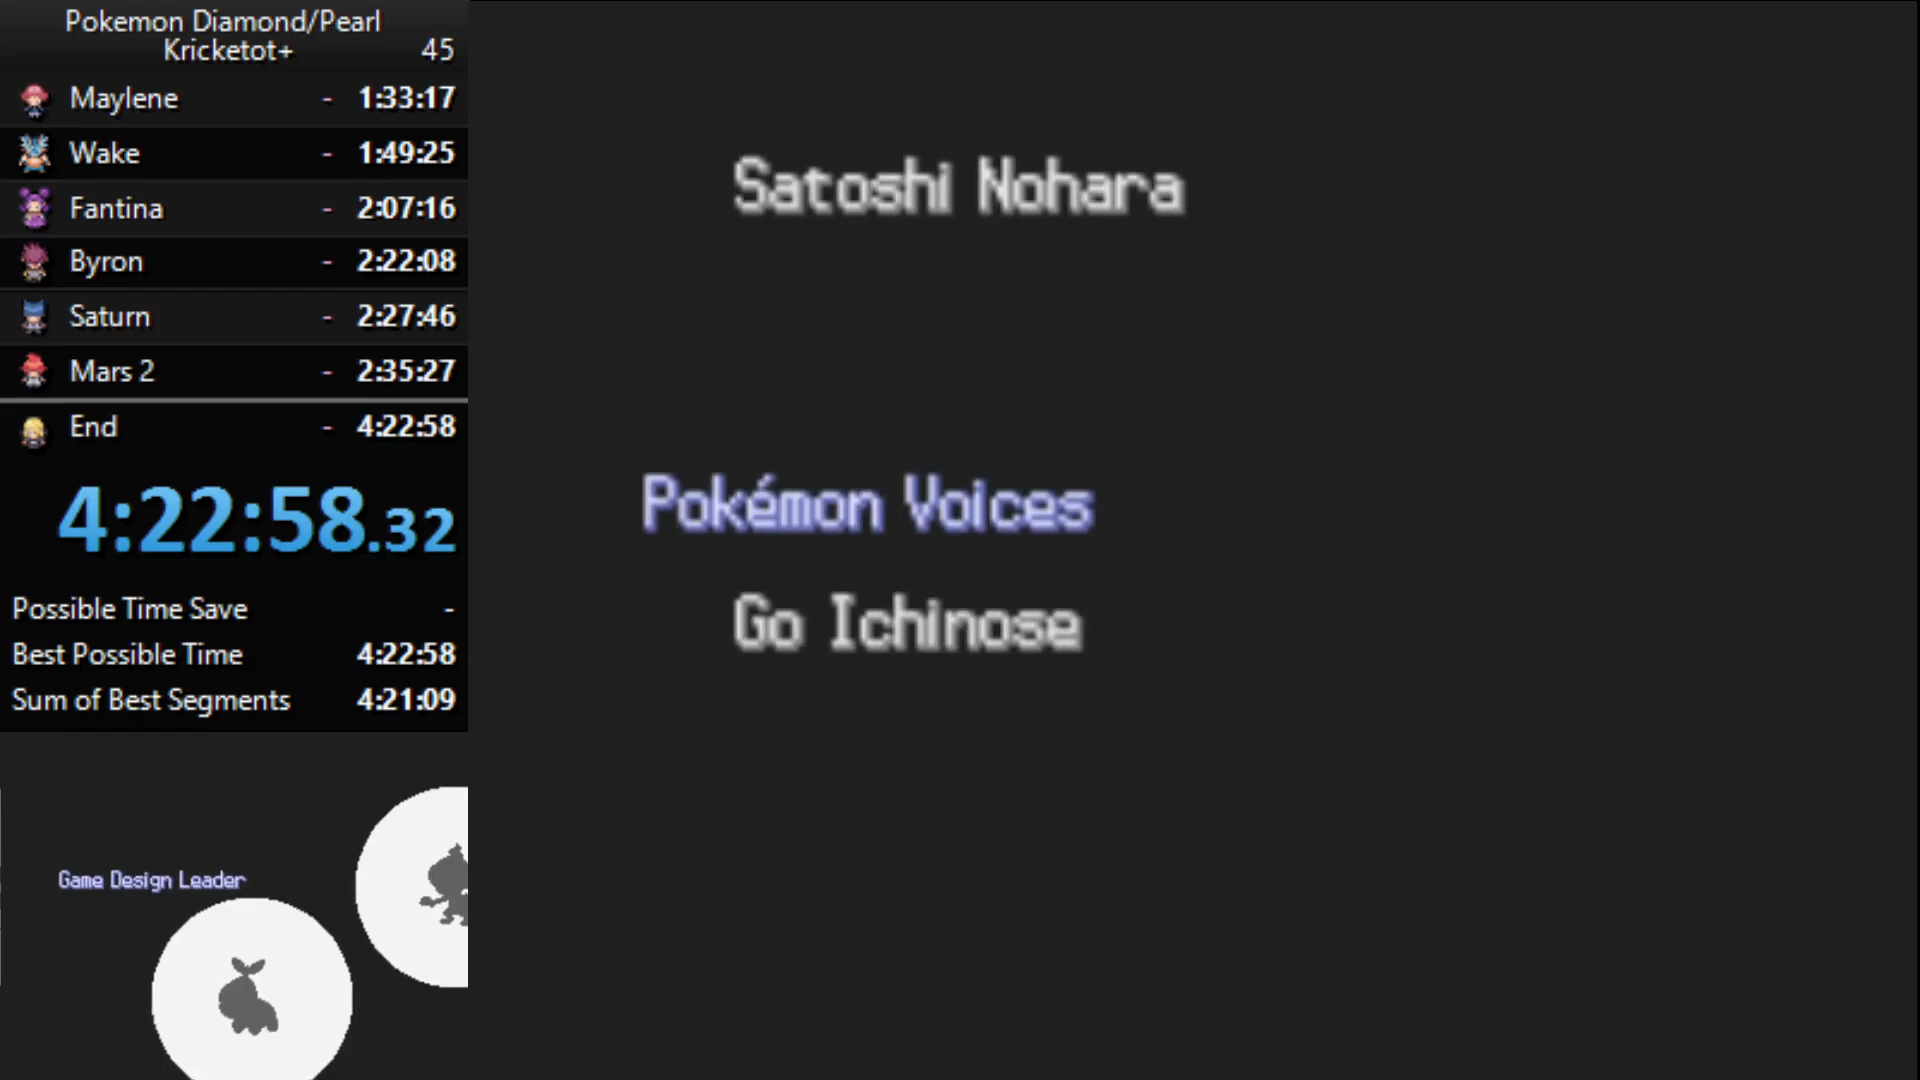 Pokemon Diamond/Pearl
Kricketot+ 45
Maylene - 1:33:17
Wake - 1:49:25
Fantina - 2:07:16
Byron - 2:22:08
Saturn - 2:27:46
Mars 2 - 2:35:27
End - 4:22:58
4:22:58.32
Possible Time Save -
Best Possible Time 4:22:58
Sum of Best Segments 4:21:09
Game Design Leader
Satoshi Nohara
Pokémon Voices
Go Ichinose